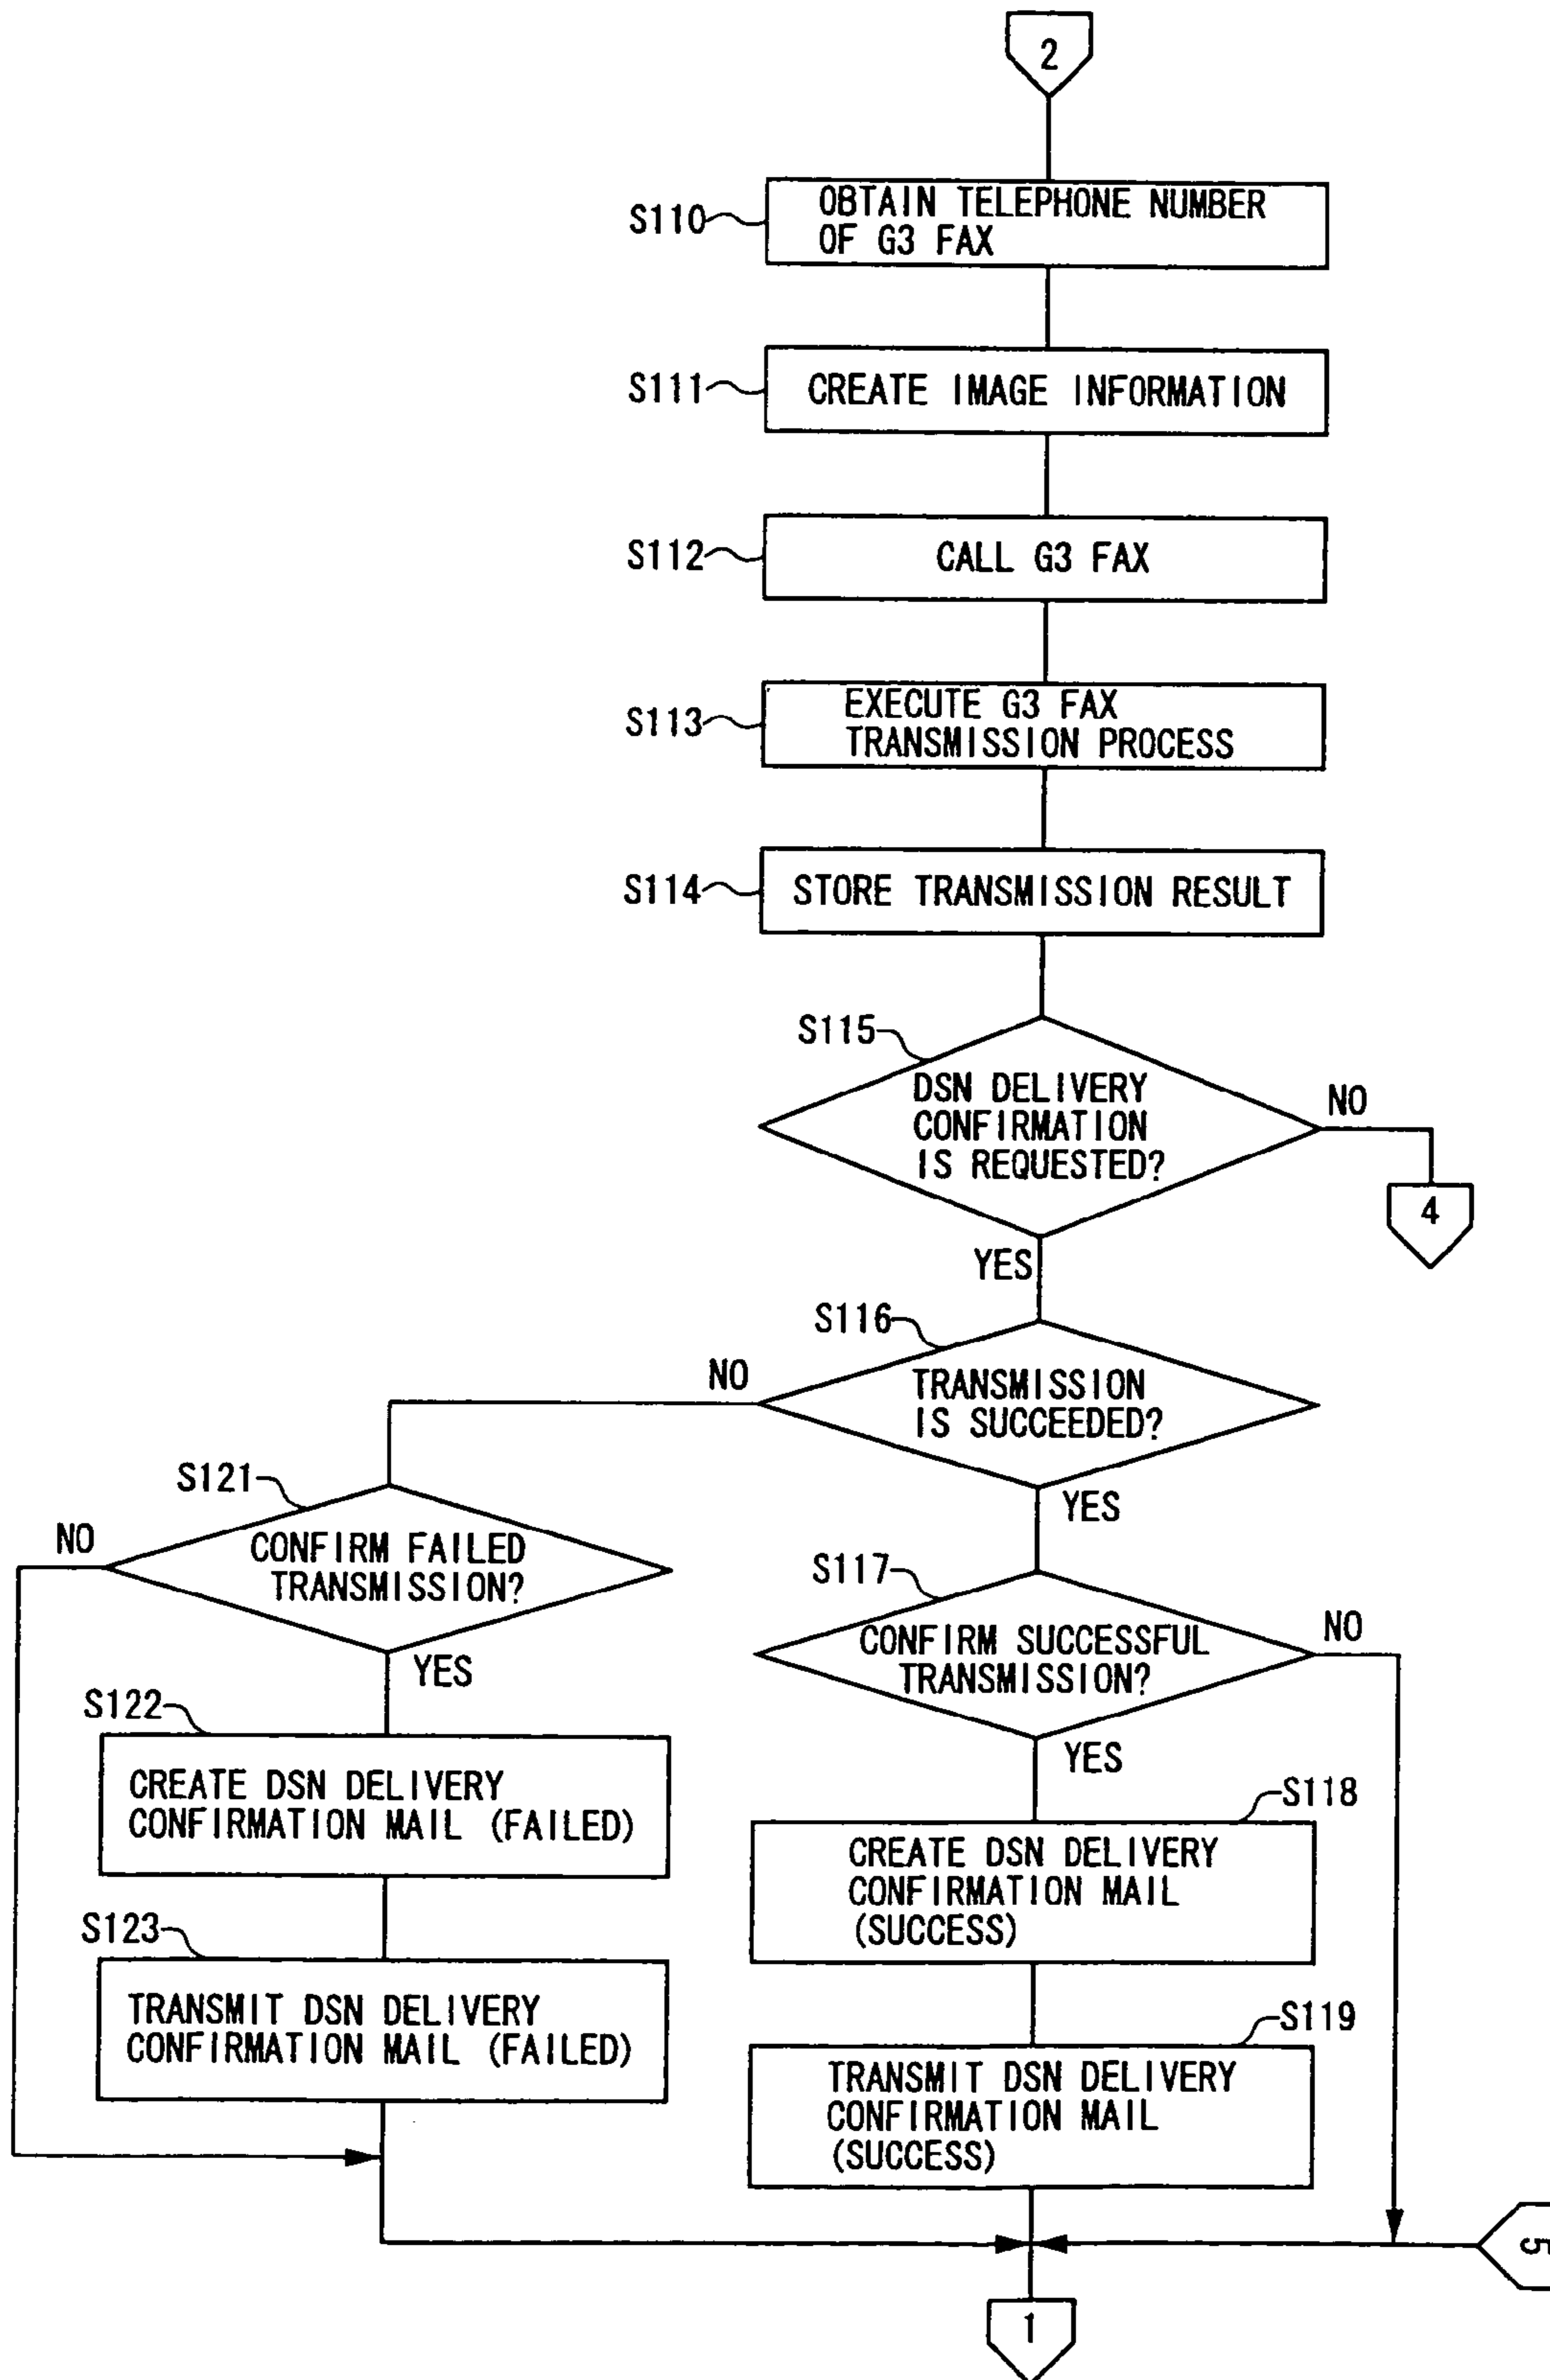 2
S110
OBTAIN TELEPHONE NUMBER
OF G3 FAX
S111
CREATE IMAGE INFORMATION
S112
CALL G3 FAX
S113
EXECUTE G3 FAX
TRANSMISSION PROCESS
S114
STORE TRANSMISSION RESULT
S115
DSN DELIVERY
CONFIRMATION
IS REQUESTED?
NO
4
YES
S116
TRANSMISSION
IS SUCCEEDED?
NO
YES
S121
CONFIRM FAILED
TRANSMISSION?
NO
YES
S117
CONFIRM SUCCESSFUL
TRANSMISSION?
NO
YES
S122
CREATE DSN DELIVERY
CONFIRMATION MAIL (FAILED)
S118
CREATE DSN DELIVERY
CONFIRMATION MAIL
(SUCCESS)
S123
TRANSMIT DSN DELIVERY
CONFIRMATION MAIL (FAILED)
S119
TRANSMIT DSN DELIVERY
CONFIRMATION MAIL
(SUCCESS)
5
1